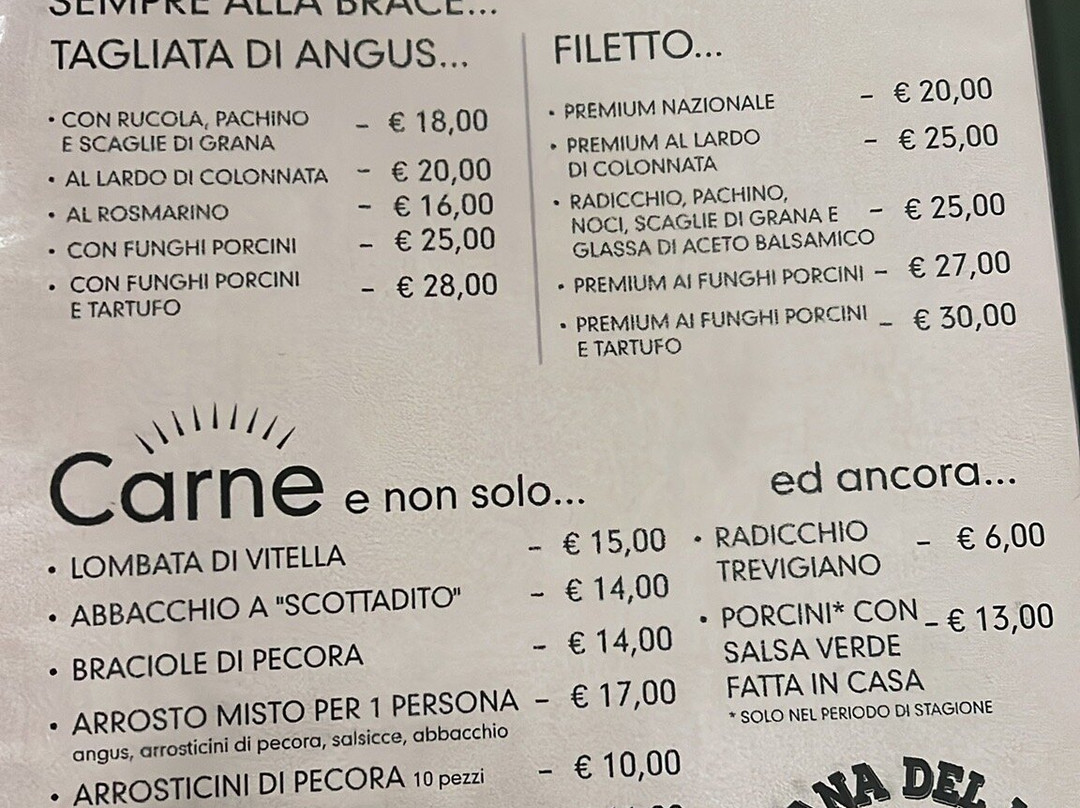 SEMPRE ALLA BRACE...
TAGLIATA DI ANGUS...
• CON RUCOLA, PACHINO
E SCAGLIE DI GRANA - € 18,00
• AL LARDO DI COLONNATA - € 20,00
• AL ROSMARINO - € 16,00
• CON FUNGHI PORCINI - € 25,00
• CON FUNGHI PORCINI
E TARTUFO - € 28,00
FILETTO...
• PREMIUM NAZIONALE - € 20,00
• PREMIUM AL LARDO
DI COLONNATA - € 25,00
• RADICCHIO, PACHINO,
NOCI, SCAGLIE DI GRANA E - € 25,00
GLASSA DI ACETO BALSAMICO
• PREMIUM AI FUNGHI PORCINI - € 27,00
• PREMIUM AI FUNGHI PORCINI - € 30,00
E TARTUFO
Carne e non solo...
• LOMBATA DI VITELLA - € 15,00
• ABBACCHIO A "SCOTTADITO" - € 14,00
• BRACIOLE DI PECORA - € 14,00
• ARROSTO MISTO PER 1 PERSONA - € 17,00
angus, arrosticini di pecora, salsicce, abbacchio
• ARROSTICINI DI PECORA 10 pezzi - € 10,00
ed ancora...
• RADICCHIO - € 6,00
TREVIGIANO
• PORCINI* CON - € 13,00
SALSA VERDE
FATTA IN CASA
* SOLO NEL PERIODO DI STAGIONE
DEL